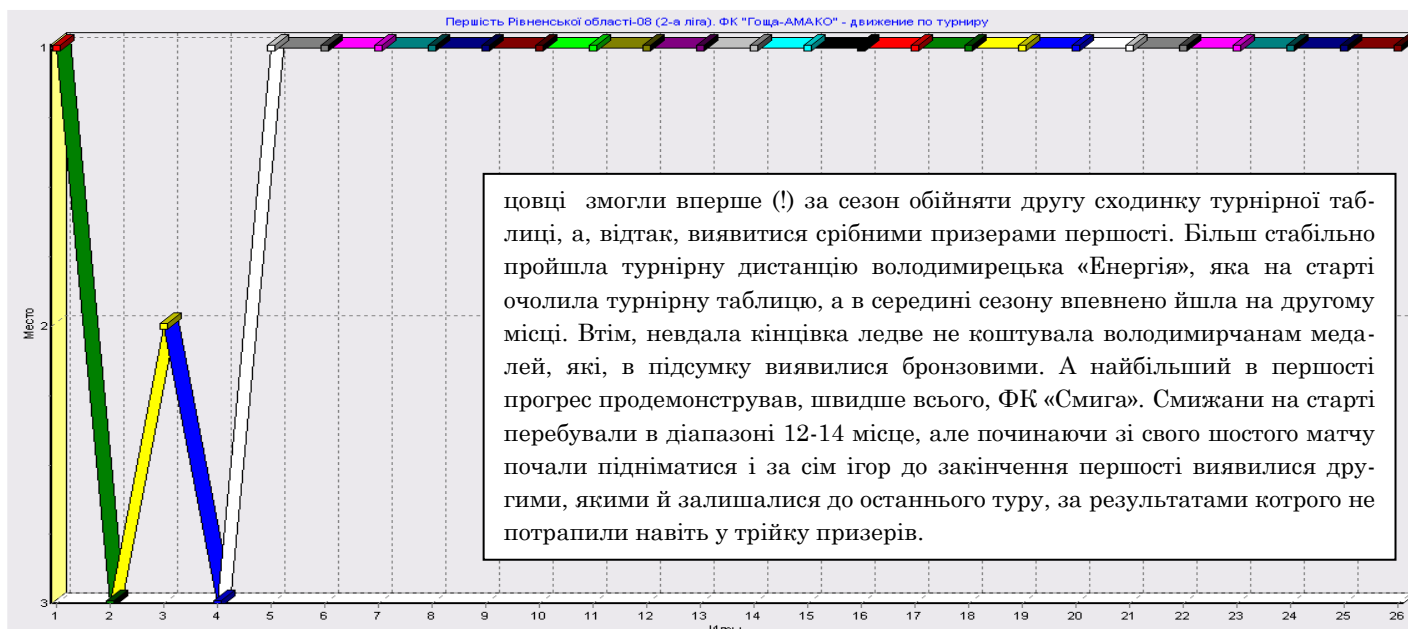 Першість Рівненської області-08 (2-а ліга). ФК "Гоща-АМАКО" - движение по турниру
1
2
3
Место
цовці змогли вперше (!) за сезон обійняти другу сходинку турнірної таб-
лиці, а, відтак, виявитися срібними призерами першості. Більш стабільно
пройшла турнірну дистанцію володимирецька «Енергія», яка на старті
очолила турнірну таблицю, а в середині сезону впевнено йшла на другому
місці. Втім, невдала кінцівка ледве не коштувала володимирчанам меда-
лей, які, в підсумку виявилися бронзовими. А найбільший в першості
прогрес продемонстрував, швидше всього, ФК «Смига». Смижани на старті
перебували в діапазоні 12-14 місце, але починаючи зі свого шостого матчу
почали підніматися і за сім ігор до закінчення першості виявилися дру-
гими, якими й залишалися до останнього туру, за результатами котрого не
потрапили навіть у трійку призерів.
1 2 3 4 5 6 7 8 9 10 11 12 13 14 15 16 17 18 19 20 21 22 23 24 25 26